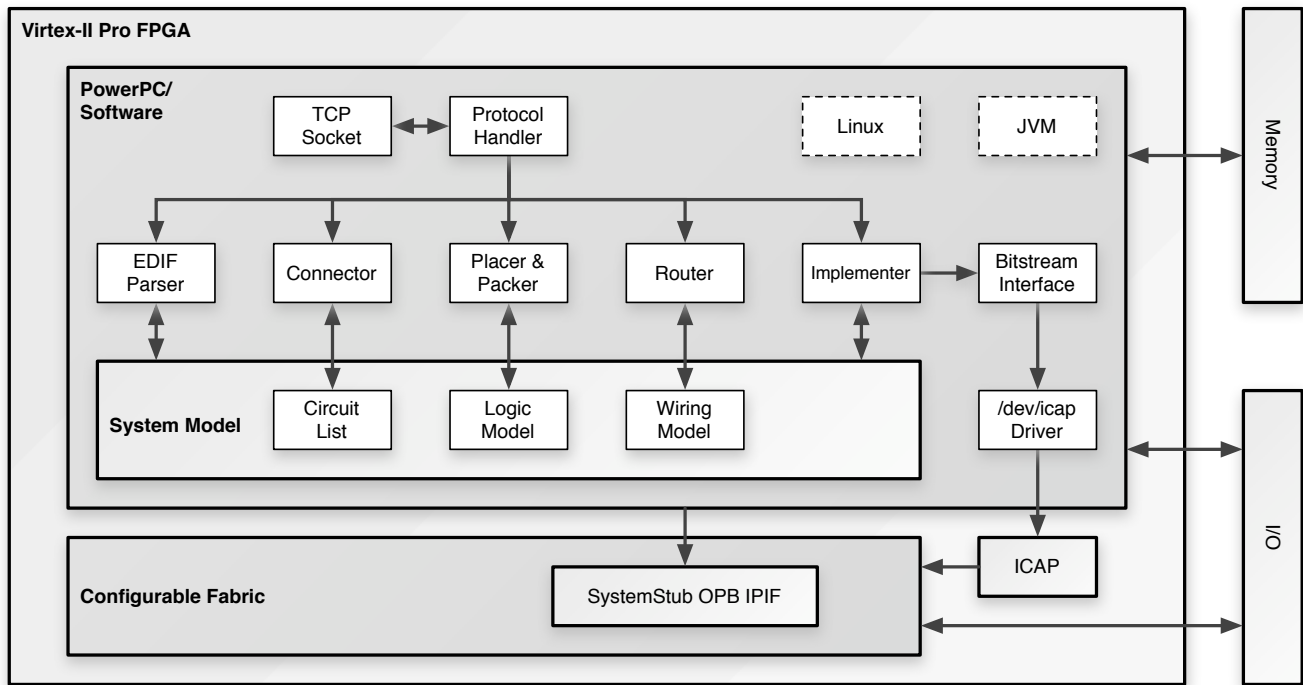 Virtex-II Pro FPGA
PowerPC/
Software
TCP
Socket
Protocol
Handler
Linux
JVM
Memory
EDIF
Parser
Connector
Placer &
Packer
Router
Implementer
Bitstream
Interface
System Model
Circuit
List
Logic
Model
Wiring
Model
/dev/icap
Driver
I/O
Configurable Fabric
SystemStub OPB IPIF
ICAP